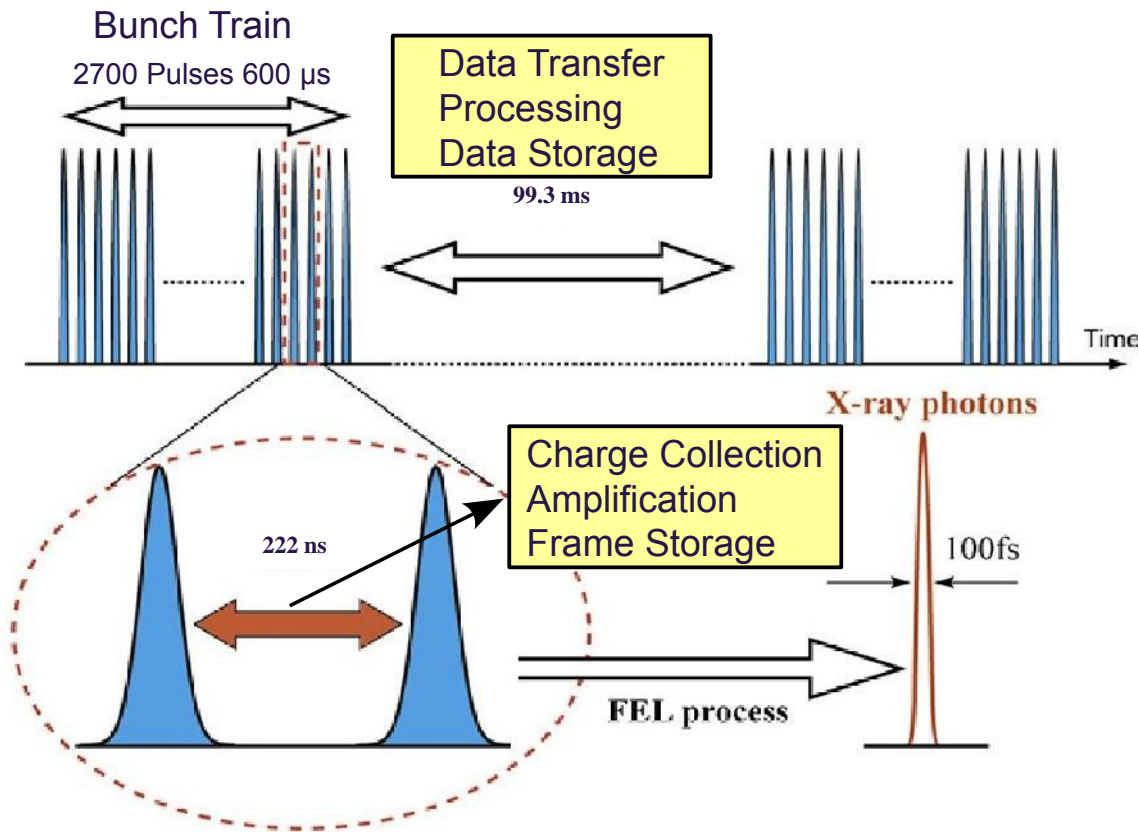 Bunch Train
2700 Pulses 600 µs
Data Transfer
Processing
Data Storage
99.3 ms
Time
X-ray photons
Charge Collection
Amplification
Frame Storage
222 ns
100fs
FEL process